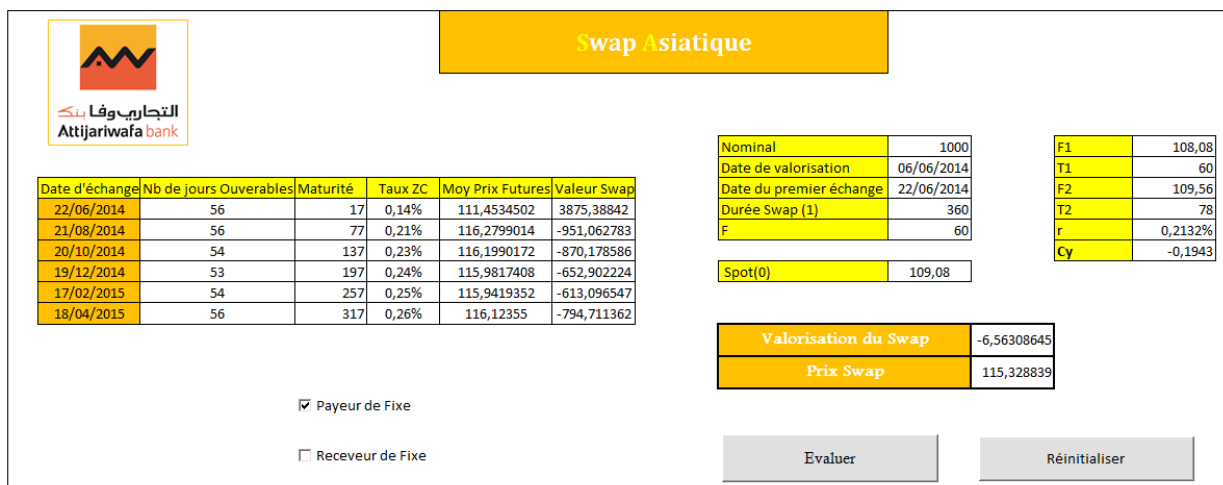 Swap Asiatique
التجاري وفا بنك
Attijariwafa bank
Nominal 1000
Date de valorisation 06/06/2014
Date du premier échange 22/06/2014
Durée Swap (1) 360
F 60
F1 108,08
T1 60
F2 109,56
T2 78
r 0,2132%
Cy -0,1943
Spot(0) 109,08
Date d'échange Nb de jours Ouverables Maturité Taux ZC Moy Prix Futures Valeur Swap
22/06/2014 56 17 0,14% 111,4534502 3875,38842
21/08/2014 56 77 0,21% 116,2799014 -951,062783
20/10/2014 54 137 0,23% 116,1990172 -870,178586
19/12/2014 53 197 0,24% 115,9817408 -652,902224
17/02/2015 54 257 0,25% 115,9419352 -613,096547
18/04/2015 56 317 0,26% 116,12355 -794,711362
Valorisation du Swap -6,56308645
Prix Swap 115,328839
Payeur de Fixe
Receveur de Fixe
Evaluer
Réinitialiser